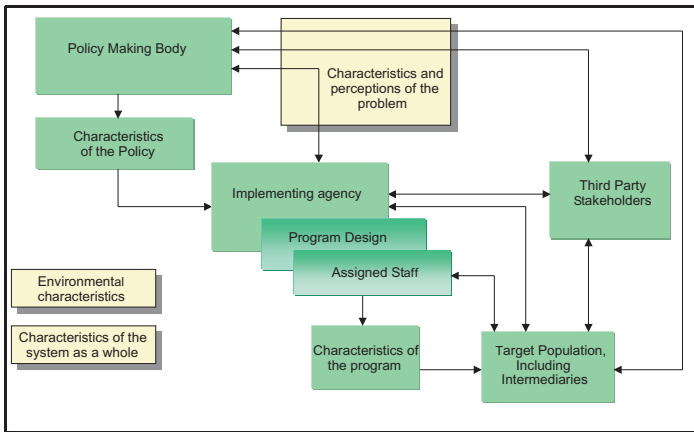 Policy Making Body
Characteristics and
perceptions of the
problem
Characteristics
of the Policy
Implementing agency
Third Party
Stakeholders
Program Design
Assigned Staff
Environmental
characteristics
Characteristics of the
system as a whole
Characteristics of
the program
Target Population,
Including
Intermediaries